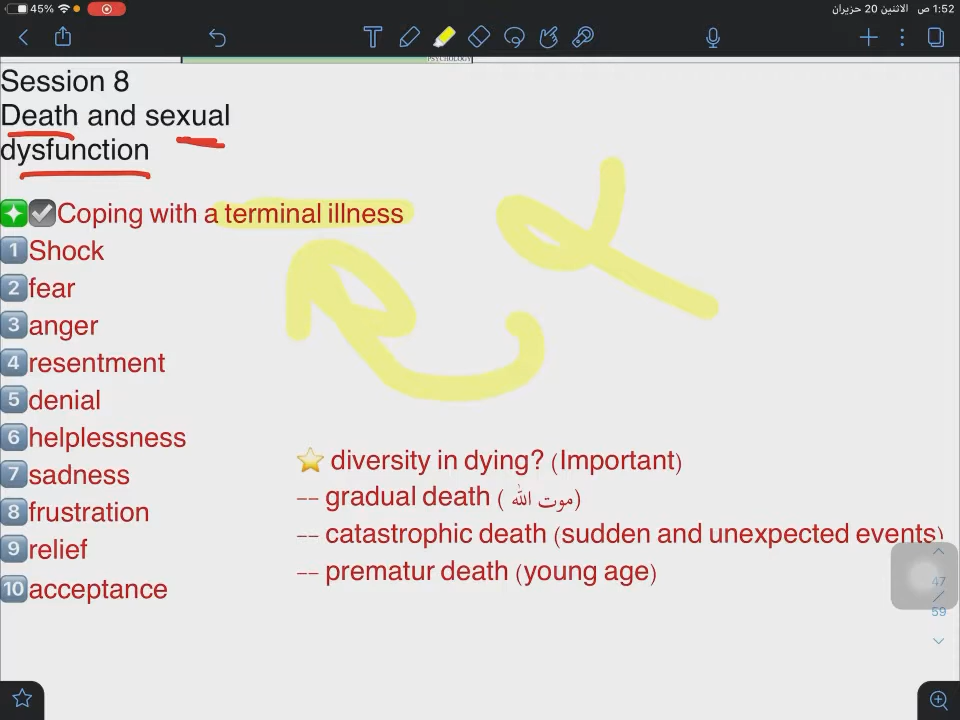 45%
1:52 ص الاثنين 20 حزيران
PSYCHOLOGY
Session 8
Death and sexual
dysfunction
Coping with a terminal illness
1 Shock
2 fear
3 anger
4 resentment
5 denial
6 helplessness
7 sadness
8 frustration
9 relief
10 acceptance
⭐ diversity in dying? (Important)
-- gradual death ( موت الله)
-- catastrophic death (sudden and unexpected events)
-- prematur death (young age)
47
/
59